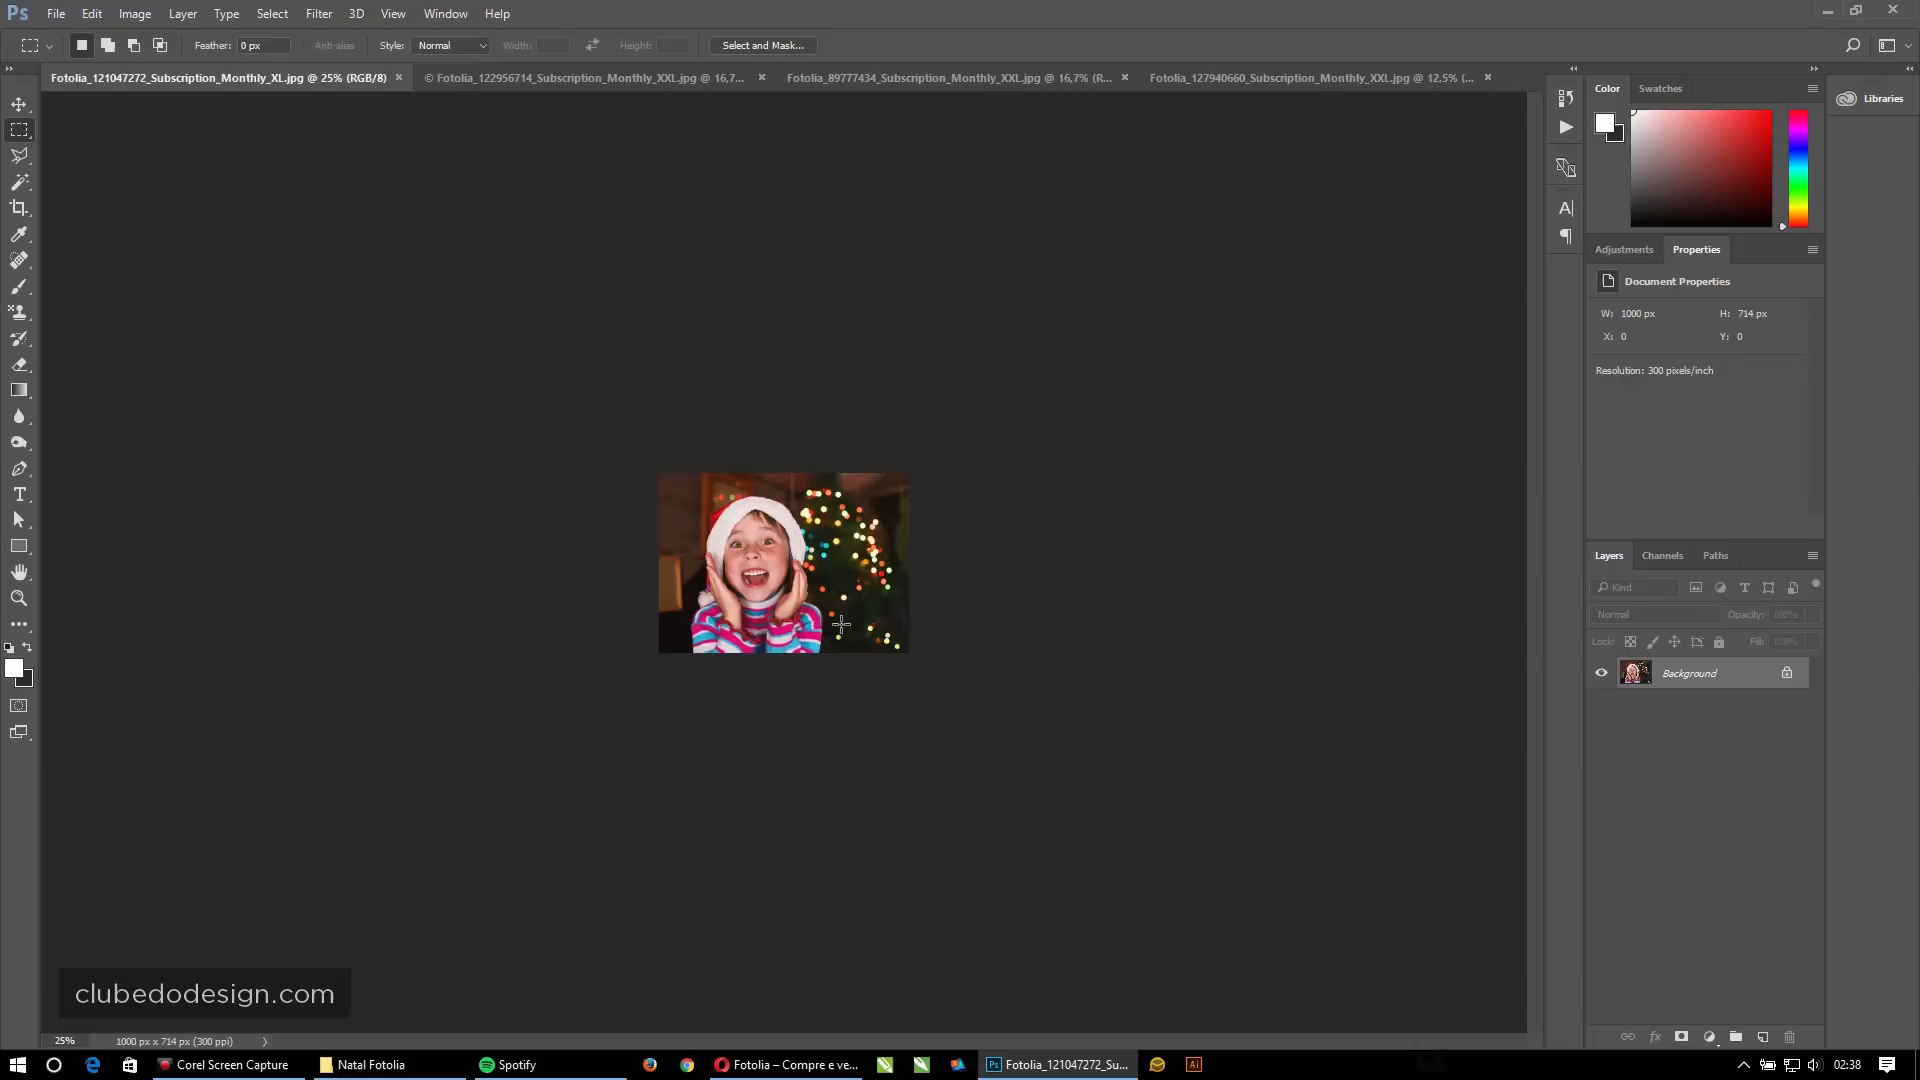 Ps File Edit Image Layer Type Select Filter 3D View Window Help
Feather: 0 px Anti-alias Style: Normal Width: Height: Select and Mask...
Fotolia_121047272_Subscription_Monthly_XL.jpg @ 25% (RGB/8) × © Fotolia_122956714_Subscription_Monthly_XXL.jpg @ 16,7... × Fotolia_89777434_Subscription_Monthly_XXL.jpg @ 16,7% (R... × Fotolia_127940660_Subscription_Monthly_XXL.jpg @ 12,5% (... ×
Color Swatches
Libraries
Adjustments Properties
Document Properties
W: 1000 px H: 714 px
X: 0 Y: 0
Resolution: 300 pixels/inch
Layers Channels Paths
Kind
Normal Opacity: 100%
Lock: Fill: 100%
Background
clubedodesign.com
25% 1000 px x 714 px (300 ppi)
Corel Screen Capture Natal Fotolia Spotify Fotolia – Compre e ve... Ps Fotolia_121047272_Su... Ai 02:38